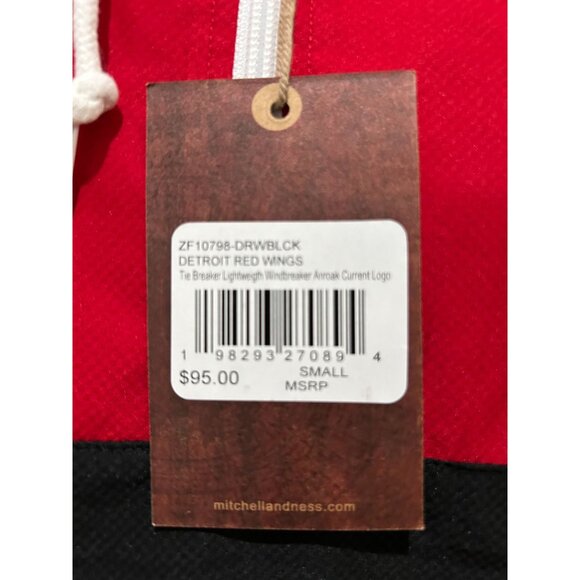 ZF10798-DRWBLCK
DETROIT RED WINGS
Tie Breaker Lightweigth Windbreaker Anroak Current Logo
1 98293 27089 4
$95.00
SMALL
MSRP
mitchellandness.com